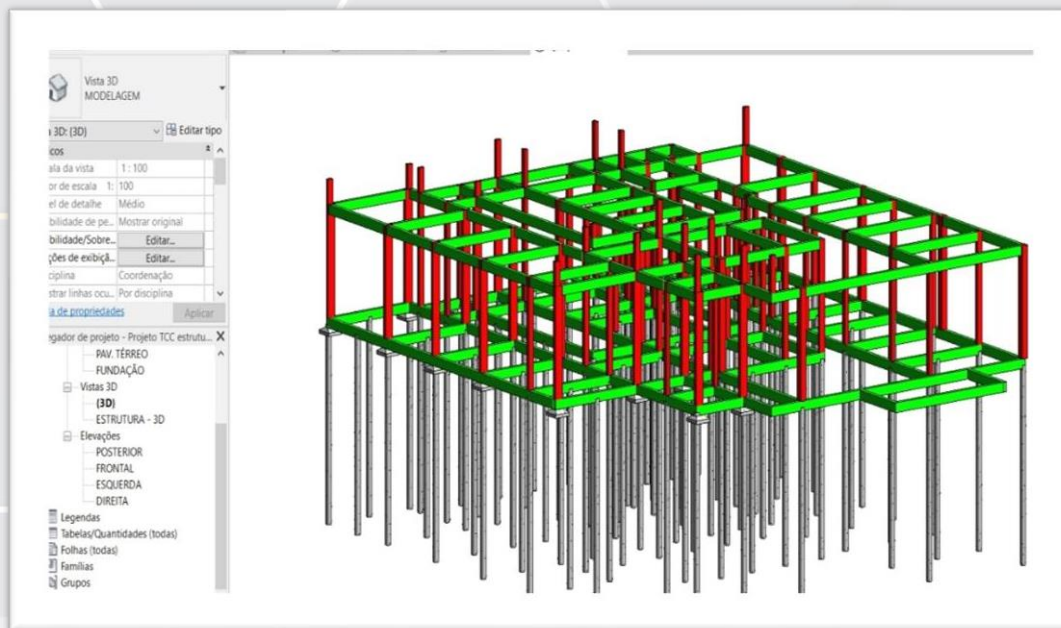 Vista 3D
MODELAGEM
3D: (3D) Editar tipo
cos
ala da vista 1 : 100
or de escala 1: 100
el de detalhe Médio
bilidade de pe... Mostrar original
bilidade/Sobre... Editar...
ções de exibiçã... Editar...
ciplina Coordenação
strar linhas ocu... Por disciplina
a de propriedades Aplicar
egador de projeto - Projeto TCC estrutu... X
PAV. TÉRREO
FUNDAÇÃO
Vistas 3D
(3D)
ESTRUTURA - 3D
Elevações
POSTERIOR
FRONTAL
ESQUERDA
DIREITA
Legendas
Tabelas/Quantidades (todas)
Folhas (todas)
Famílias
Grupos